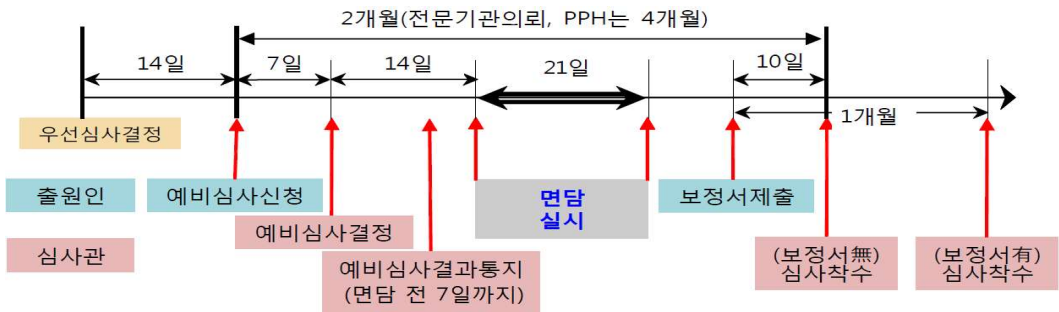 2개월(전문기관의뢰, PPH는 4개월)
14일
7일
14일
21일
10일
1개월
우선심사결정
출원인
예비심사신청
면담
실시
보정서제출
심사관
예비심사결정
예비심사결과통지
(면담 전 7일까지)
(보정서無)
심사착수
(보정서有)
심사착수